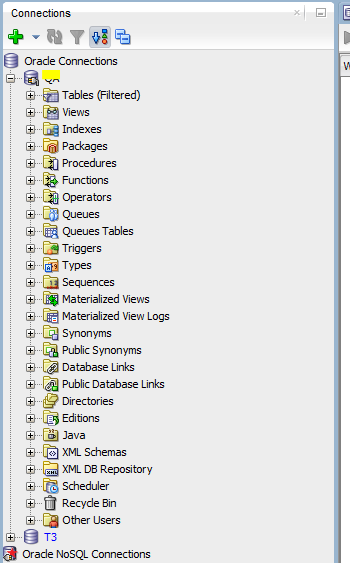 Connections
Oracle Connections
Tables (Filtered)
Views
Indexes
Packages
Procedures
Functions
Operators
Queues
Queues Tables
Triggers
Types
Sequences
Materialized Views
Materialized View Logs
Synonyms
Public Synonyms
Database Links
Public Database Links
Directories
Editions
Java
XML Schemas
XML DB Repository
Scheduler
Recycle Bin
Other Users
T3
Oracle NoSQL Connections